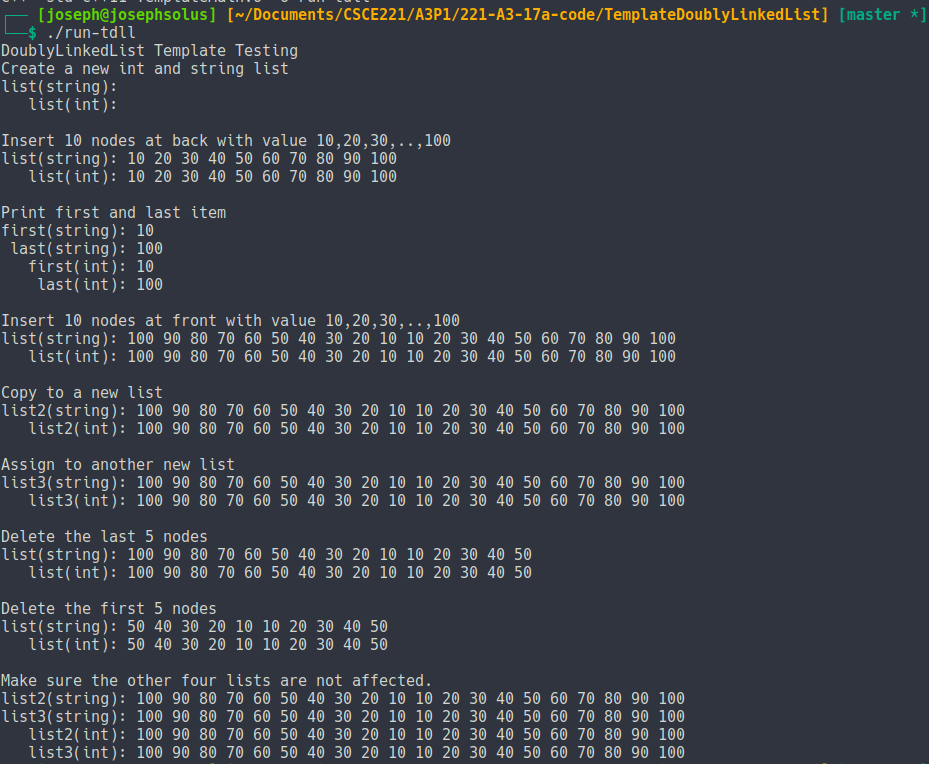 [joseph@josephsolus] [~/Documents/CSCE221/A3P1/221-A3-17a-code/TemplateDoublyLinkedList] [master *]
$ ./run-tdll
DoublyLinkedList Template Testing
Create a new int and string list
list(string):
list(int):
Insert 10 nodes at back with value 10,20,30,..,100
list(string): 10 20 30 40 50 60 70 80 90 100
list(int): 10 20 30 40 50 60 70 80 90 100
Print first and last item
first(string): 10
last(string): 100
first(int): 10
last(int): 100
Insert 10 nodes at front with value 10,20,30,..,100
list(string): 100 90 80 70 60 50 40 30 20 10 10 20 30 40 50 60 70 80 90 100
list(int): 100 90 80 70 60 50 40 30 20 10 10 20 30 40 50 60 70 80 90 100
Copy to a new list
list2(string): 100 90 80 70 60 50 40 30 20 10 10 20 30 40 50 60 70 80 90 100
list2(int): 100 90 80 70 60 50 40 30 20 10 10 20 30 40 50 60 70 80 90 100
Assign to another new list
list3(string): 100 90 80 70 60 50 40 30 20 10 10 20 30 40 50 60 70 80 90 100
list3(int): 100 90 80 70 60 50 40 30 20 10 10 20 30 40 50 60 70 80 90 100
Delete the last 5 nodes
list(string): 100 90 80 70 60 50 40 30 20 10 10 20 30 40 50
list(int): 100 90 80 70 60 50 40 30 20 10 10 20 30 40 50
Delete the first 5 nodes
list(string): 50 40 30 20 10 10 20 30 40 50
list(int): 50 40 30 20 10 10 20 30 40 50
Make sure the other four lists are not affected.
list2(string): 100 90 80 70 60 50 40 30 20 10 10 20 30 40 50 60 70 80 90 100
list3(string): 100 90 80 70 60 50 40 30 20 10 10 20 30 40 50 60 70 80 90 100
list2(int): 100 90 80 70 60 50 40 30 20 10 10 20 30 40 50 60 70 80 90 100
list3(int): 100 90 80 70 60 50 40 30 20 10 10 20 30 40 50 60 70 80 90 100